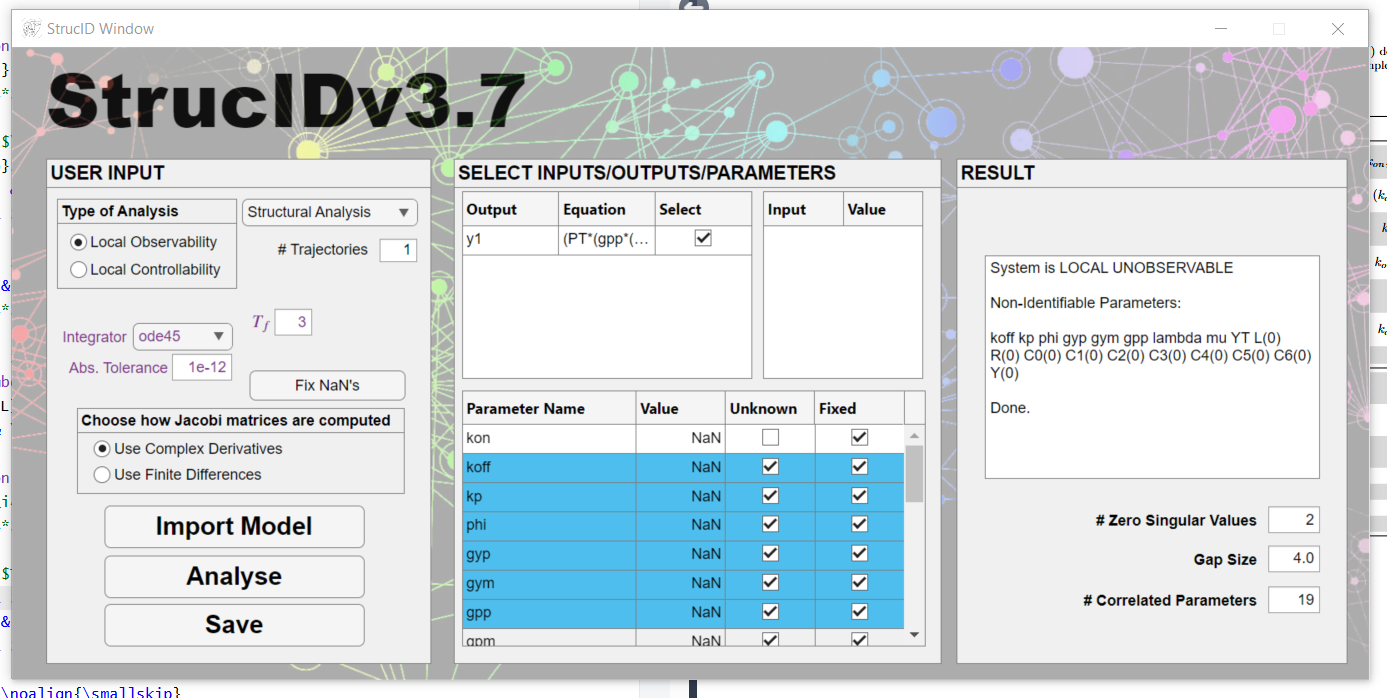 StrucID Window
StrucIDv3.7
USER INPUT
Type of Analysis
Structural Analysis
Local Observability
Local Controllability
# Trajectories 1
Integrator ode45
Tf 3
Abs. Tolerance 1e-12
Fix NaN's
Choose how Jacobi matrices are computed
Use Complex Derivatives
Use Finite Differences
Import Model
Analyse
Save
SELECT INPUTS/OUTPUTS/PARAMETERS
Output Equation Select
y1 (PT*(gpp*(...
Input Value
Parameter Name Value Unknown Fixed
kon NaN
koff NaN
kp NaN
phi NaN
gyp NaN
gym NaN
gpp NaN
gpm NaN
RESULT
System is LOCAL UNOBSERVABLE
Non-Identifiable Parameters:
koff kp phi gyp gym gpp lambda mu YT L(0)
R(0) C0(0) C1(0) C2(0) C3(0) C4(0) C5(0) C6(0)
Y(0)
Done.
# Zero Singular Values 2
Gap Size 4.0
# Correlated Parameters 19
\noalign{\smallskip}